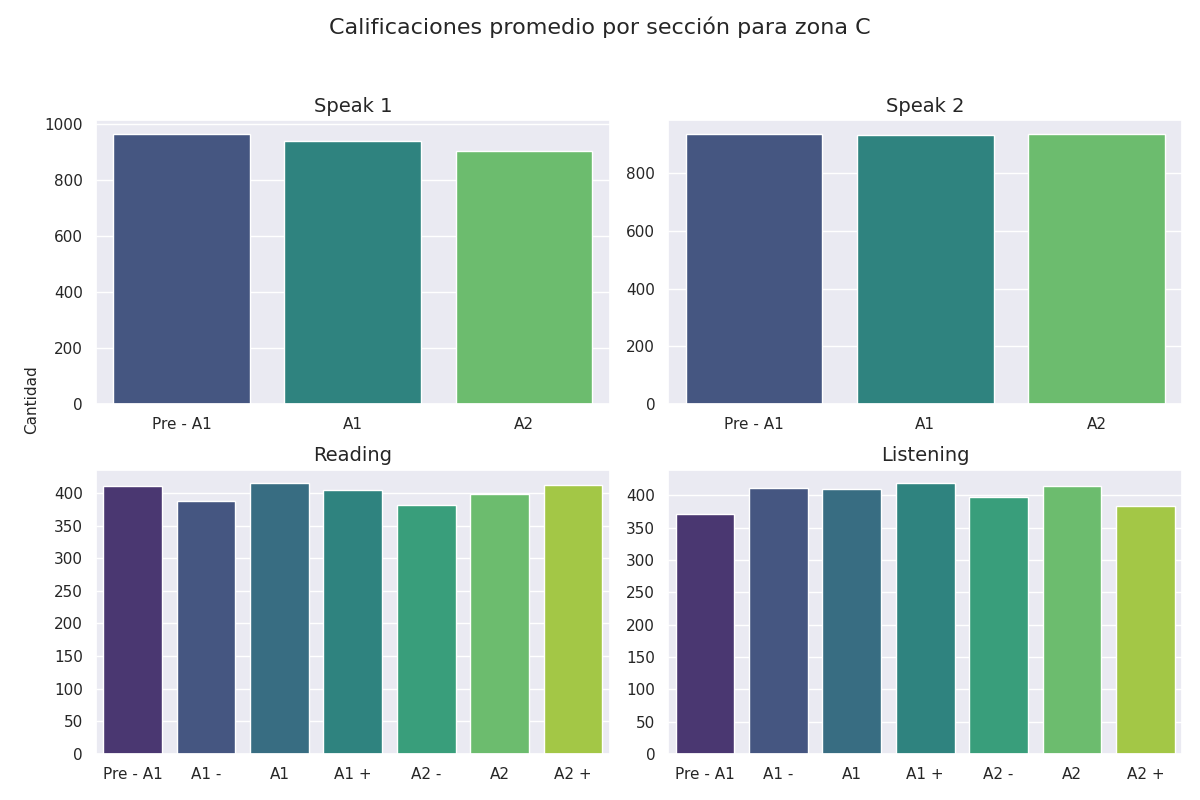 Calificaciones promedio por sección para zona C
Speak 1
1000
800
600
400
200
0
Pre - A1 A1 A2
Speak 2
800
600
400
200
0
Pre - A1 A1 A2
Cantidad
Reading
400
350
300
250
200
150
100
50
0
Pre - A1 A1 - A1 A1 + A2 - A2 A2 +
Listening
400
350
300
250
200
150
100
50
0
Pre - A1 A1 - A1 A1 + A2 - A2 A2 +